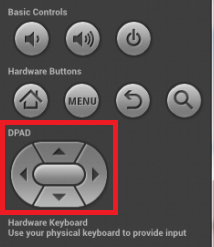 Basic Controls
Hardware Buttons
MENU
DPAD
Hardware Keyboard
Use your physical keyboard to provide input